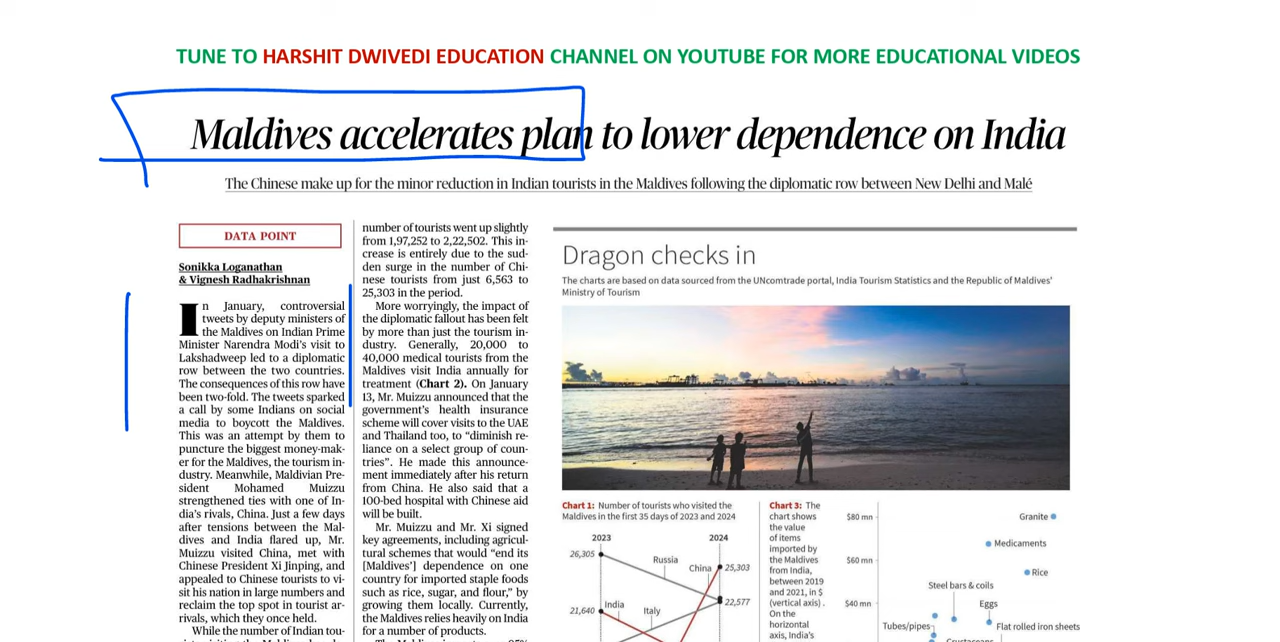 TUNE TO HARSHIT DWIVEDI EDUCATION CHANNEL ON YOUTUBE FOR MORE EDUCATIONAL VIDEOS
Maldives accelerates plan to lower dependence on India
The Chinese make up for the minor reduction in Indian tourists in the Maldives following the diplomatic row between New Delhi and Malé
DATA POINT
Sonikka Loganathan
& Vignesh Radhakrishnan
In January, controversial
tweets by deputy ministers of
the Maldives on Indian Prime
Minister Narendra Modi's visit to
Lakshadweep led to a diplomatic
row between the two countries.
The consequences of this row have
been two-fold. The tweets sparked
a call by some Indians on social
media to boycott the Maldives.
This was an attempt by them to
puncture the biggest money-mak-
er for the Maldives, the tourism in-
dustry. Meanwhile, Maldivian Pre-
sident Mohamed Muizzu
strengthened ties with one of In-
dia's rivals, China. Just a few days
after tensions between the Mal-
dives and India flared up, Mr.
Muizzu visited China, met with
Chinese President Xi Jinping, and
appealed to Chinese tourists to vi-
sit his nation in large numbers and
reclaim the top spot in tourist ar-
rivals, which they once held.
While the number of Indian tou-
number of tourists went up slightly
from 1,97,252 to 2,22,502. This in-
crease is entirely due to the sud-
den surge in the number of Chi-
nese tourists from just 6,563 to
25,303 in the period.
More worryingly, the impact of
the diplomatic fallout has been felt
by more than just the tourism in-
dustry. Generally, 20,000 to
40,000 medical tourists from the
Maldives visit India annually for
treatment (Chart 2). On January
13, Mr. Muizzu announced that the
government's health insurance
scheme will cover visits to the UAE
and Thailand too, to "diminish re-
liance on a select group of coun-
tries". He made this announce-
ment immediately after his return
from China. He also said that a
100-bed hospital with Chinese aid
will be built.
Mr. Muizzu and Mr. Xi signed
key agreements, including agricul-
tural schemes that would "end its
[Maldives'] dependence on one
country for imported staple foods
such as rice, sugar, and flour," by
growing them locally. Currently,
the Maldives relies heavily on India
for a number of products.
Dragon checks in
The charts are based on data sourced from the UNcomtrade portal, India Tourism Statistics and the Republic of Maldives'
Ministry of Tourism
Chart 1: Number of tourists who visited the
Maldives in the first 35 days of 2023 and 2024
2023
2024
26,305
Russia
China
25,303
22,577
21,640
India
Italy
Chart 3: The
chart shows
the value
of items
imported by
the Maldives
from India,
between 2019
and 2021, in $
(vertical axis).
On the
horizontal
axis, India's
$80 mn
$60 mn
$40 mn
Granite
Medicaments
Rice
Steel bars & coils
Eggs
Tubes/pipes
Flat rolled iron sheets